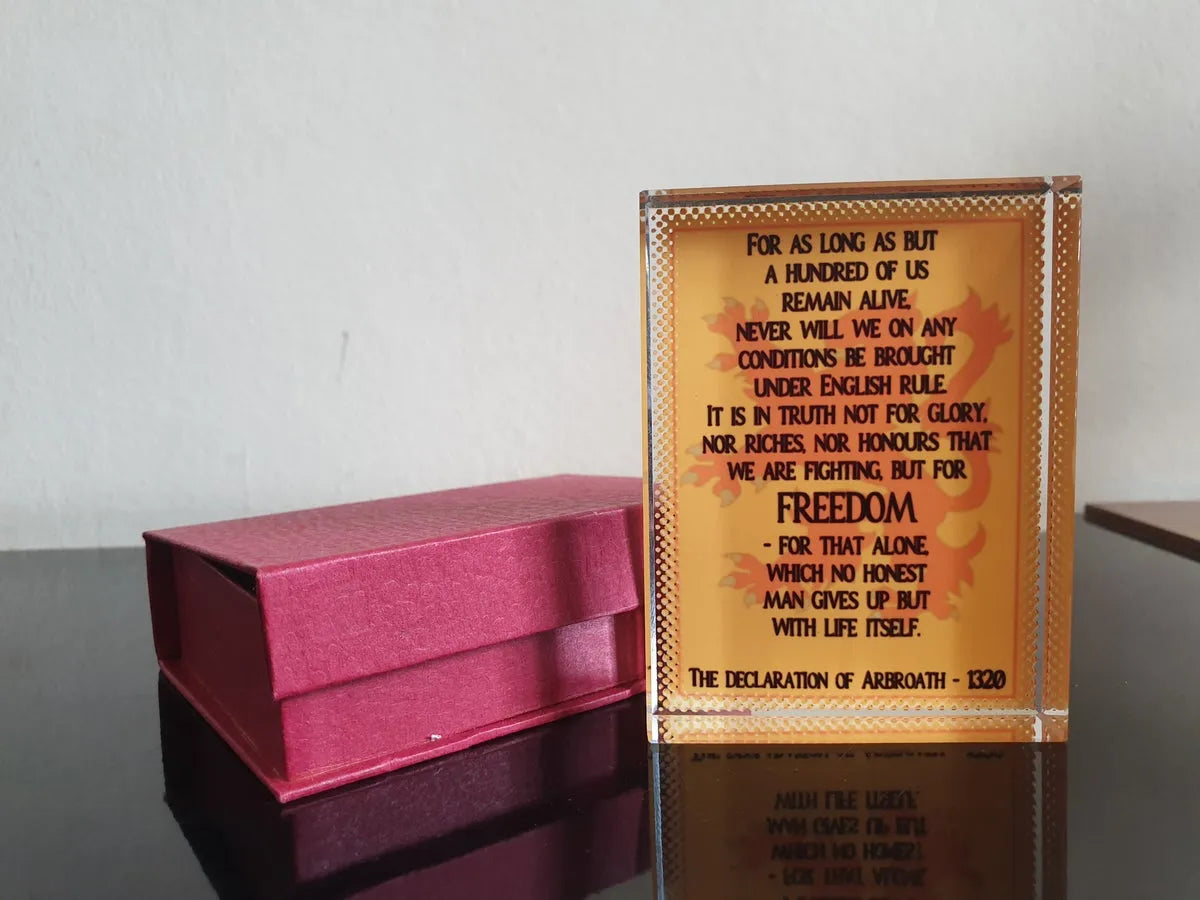 For as long as but
a hundred of us
remain alive,
never will we on any
conditions be brought
under English rule.
It is in truth not for glory,
nor riches, nor honours that
we are fighting, but for
FREEDOM
- for that alone,
which no honest
man gives up but
with life itself.
The declaration of Arbroath - 1320